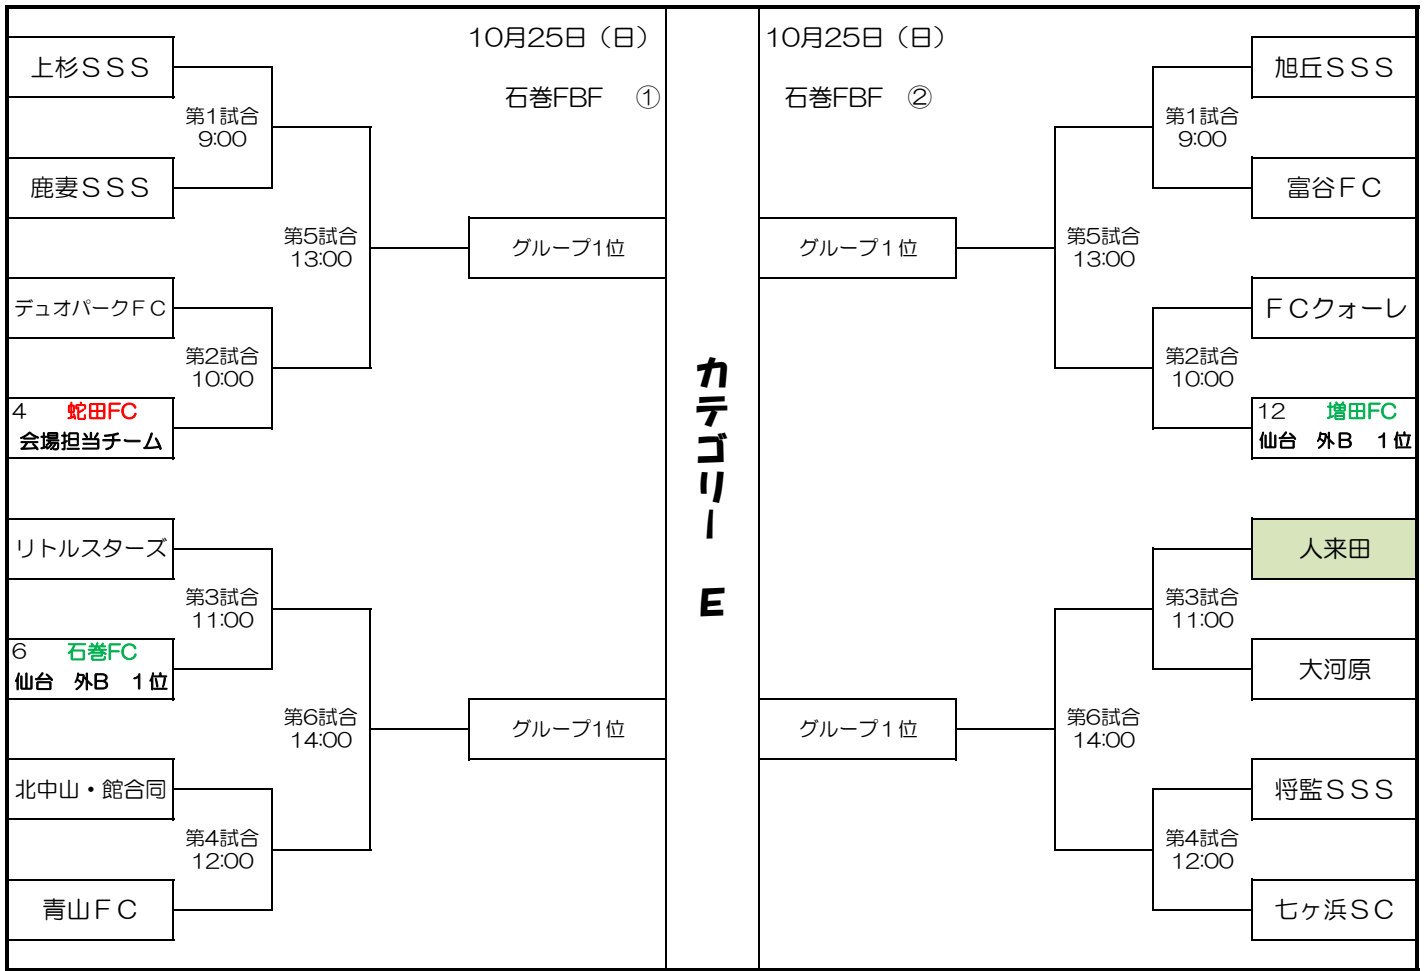 10月25日（日）
石巻FBF　①
上杉ＳＳＳ
第1試合
9:00
鹿妻ＳＳＳ
第5試合
13:00
グループ1位
デュオパークＦＣ
第2試合
10:00
4　蛇田FC
会場担当チーム
リトルスターズ
第3試合
11:00
6　石巻FC
仙台　外B　1位
第6試合
14:00
グループ1位
北中山・館合同
第4試合
12:00
青山ＦＣ
カテゴリー　E
10月25日（日）
石巻FBF　②
旭丘ＳＳＳ
第1試合
9:00
富谷ＦＣ
グループ１位
第5試合
13:00
ＦＣクォーレ
第2試合
10:00
12　増田FC
仙台　外B　1位
人来田
第3試合
11:00
大河原
グループ１位
第6試合
14:00
将監ＳＳＳ
第4試合
12:00
七ヶ浜ＳＣ